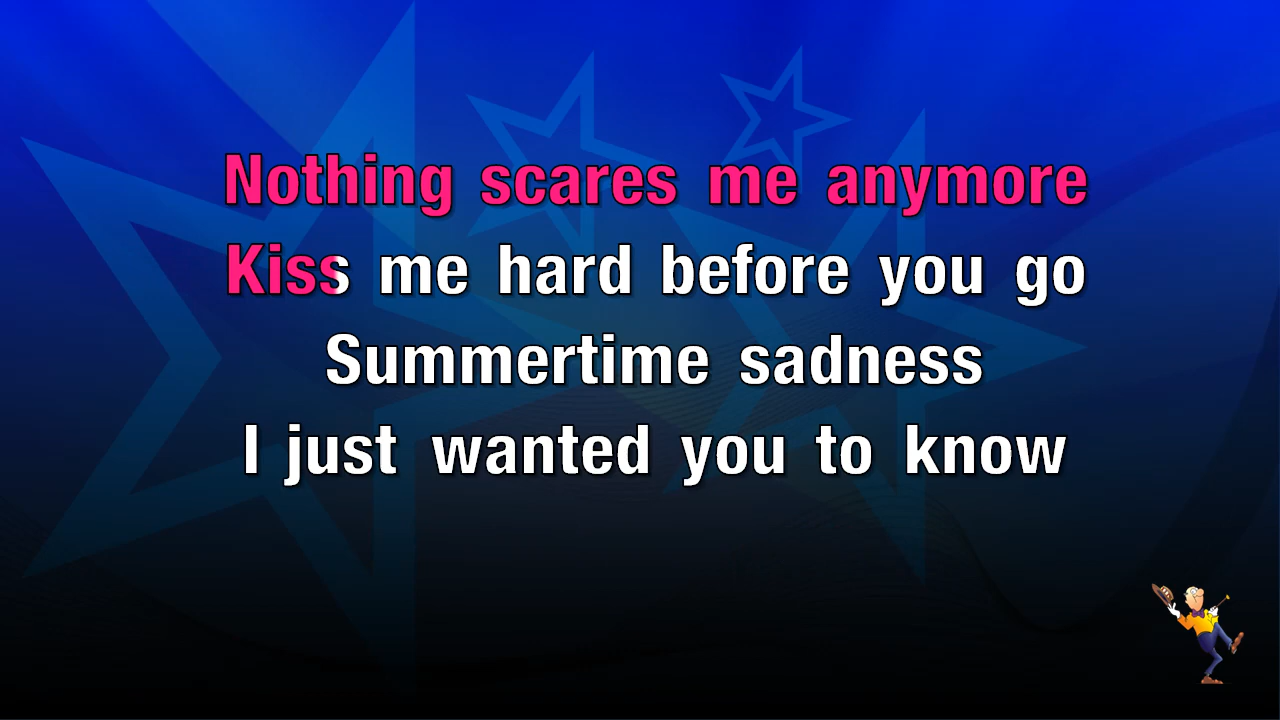 Nothing scares me anymore
Kiss me hard before you go
Summertime sadness
I just wanted you to know